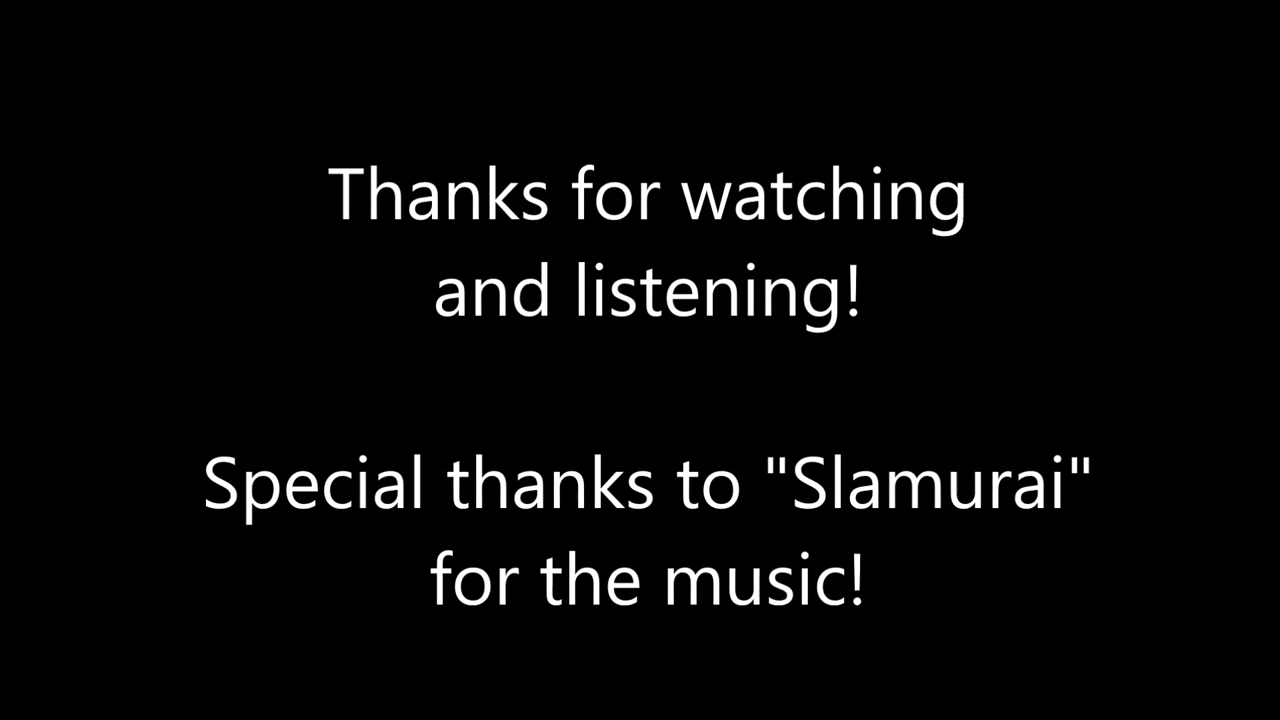 Thanks for watching
and listening!
Special thanks to "Slamurai"
for the music!